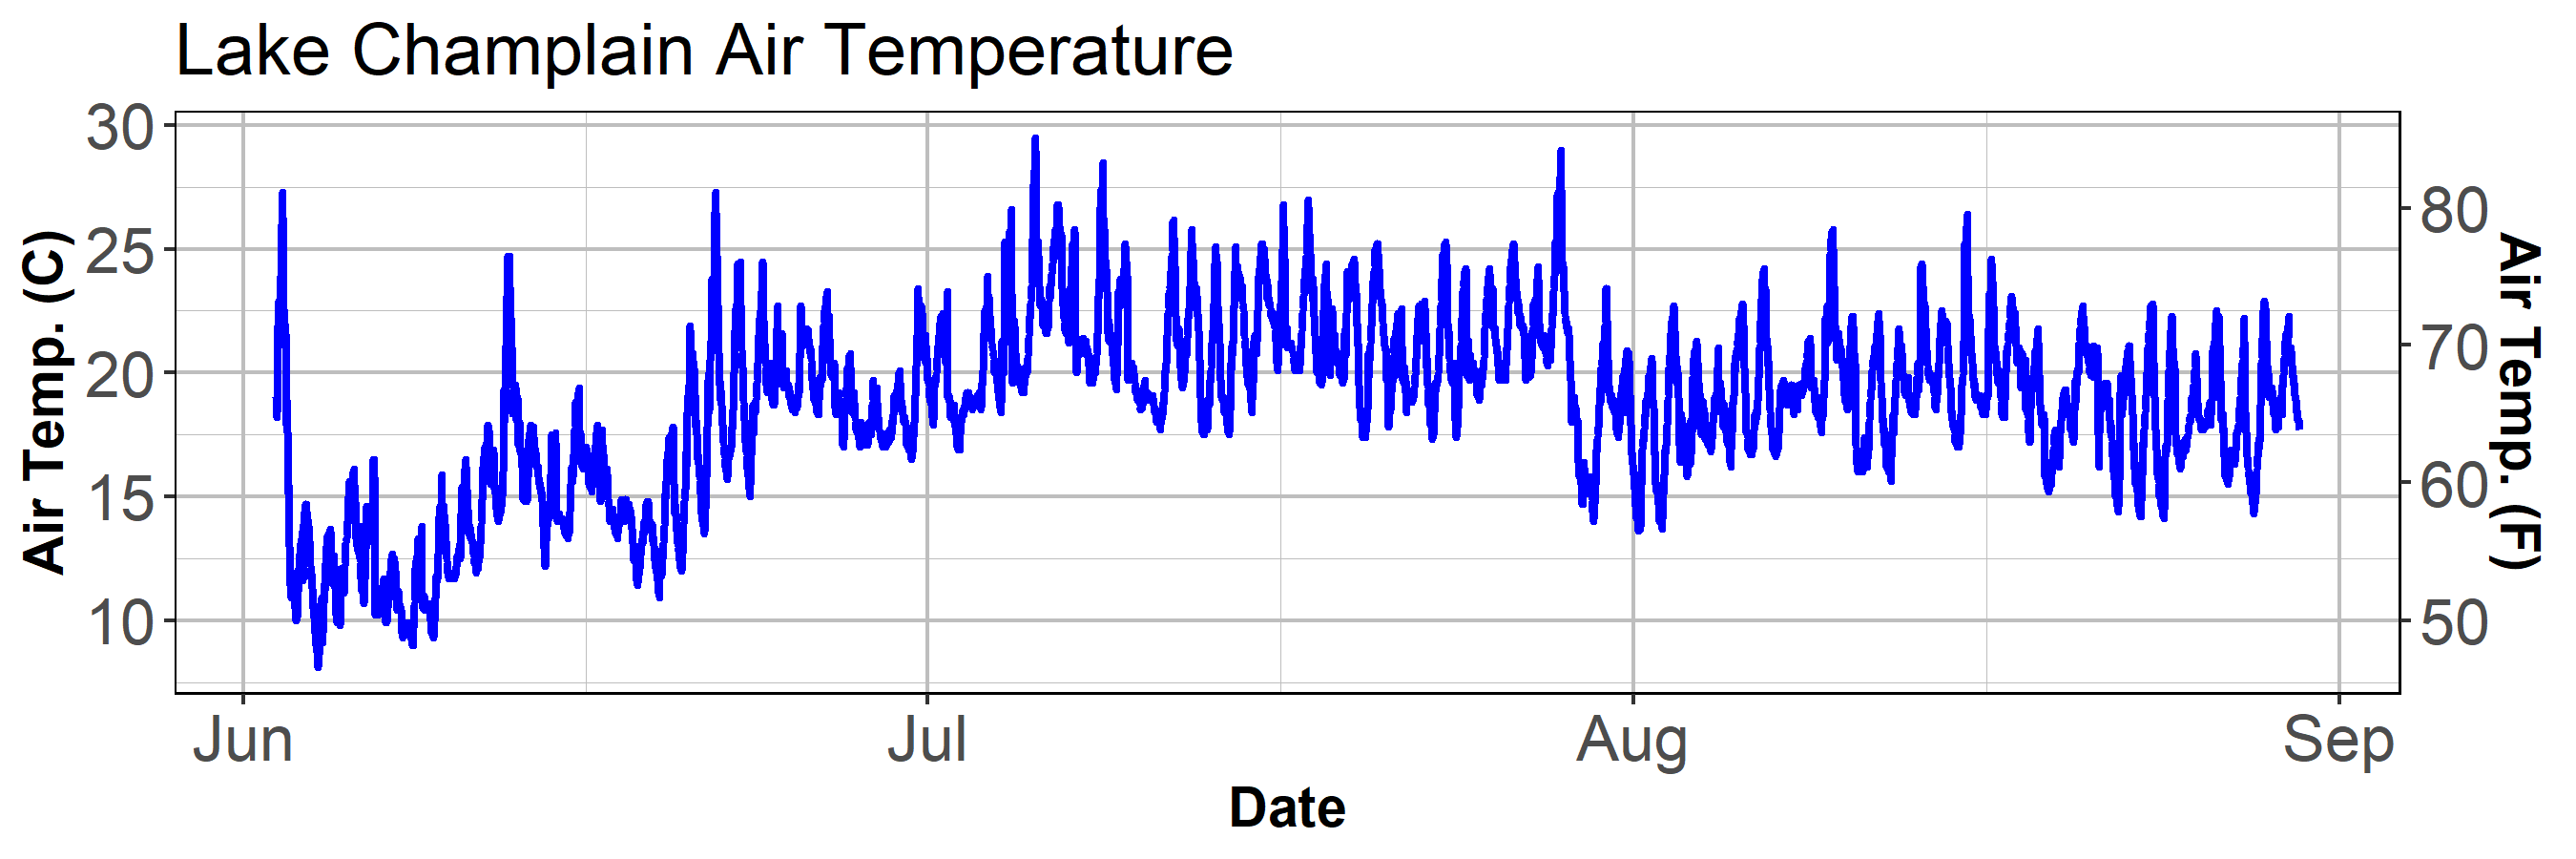 Lake Champlain Air Temperature
Air Temp. (C)
30
25
20
15
10
80
70
60
50
Air Temp. (F)
Jun
Jul
Aug
Sep
Date